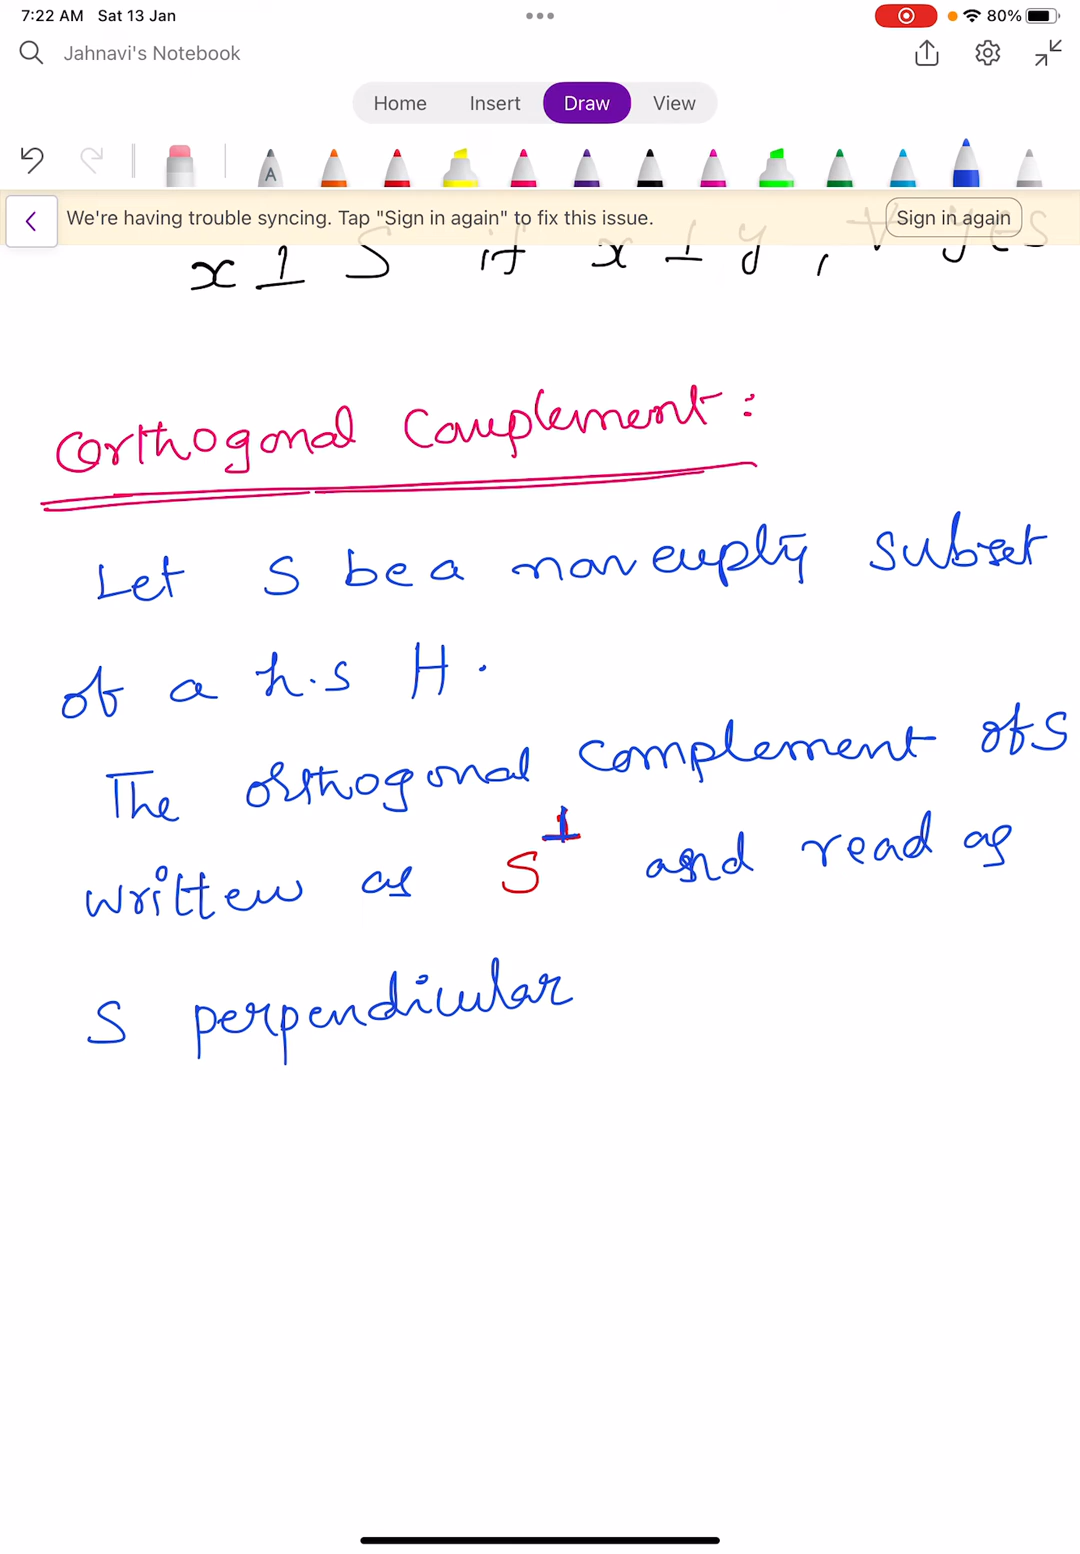 7:22 AM Sat 13 Jan
80%
Jahnavi's Notebook
Home Insert Draw View
A
We're having trouble syncing. Tap "Sign in again" to fix this issue. Sign in again
x ⊥ S if x ⊥ y, ∀ y∈S
Orthogonal Complement:
Let S be a non empty subset
of a h.s H.
The orthogonal complement of S
written as S⊥ and read as
S perpendicular